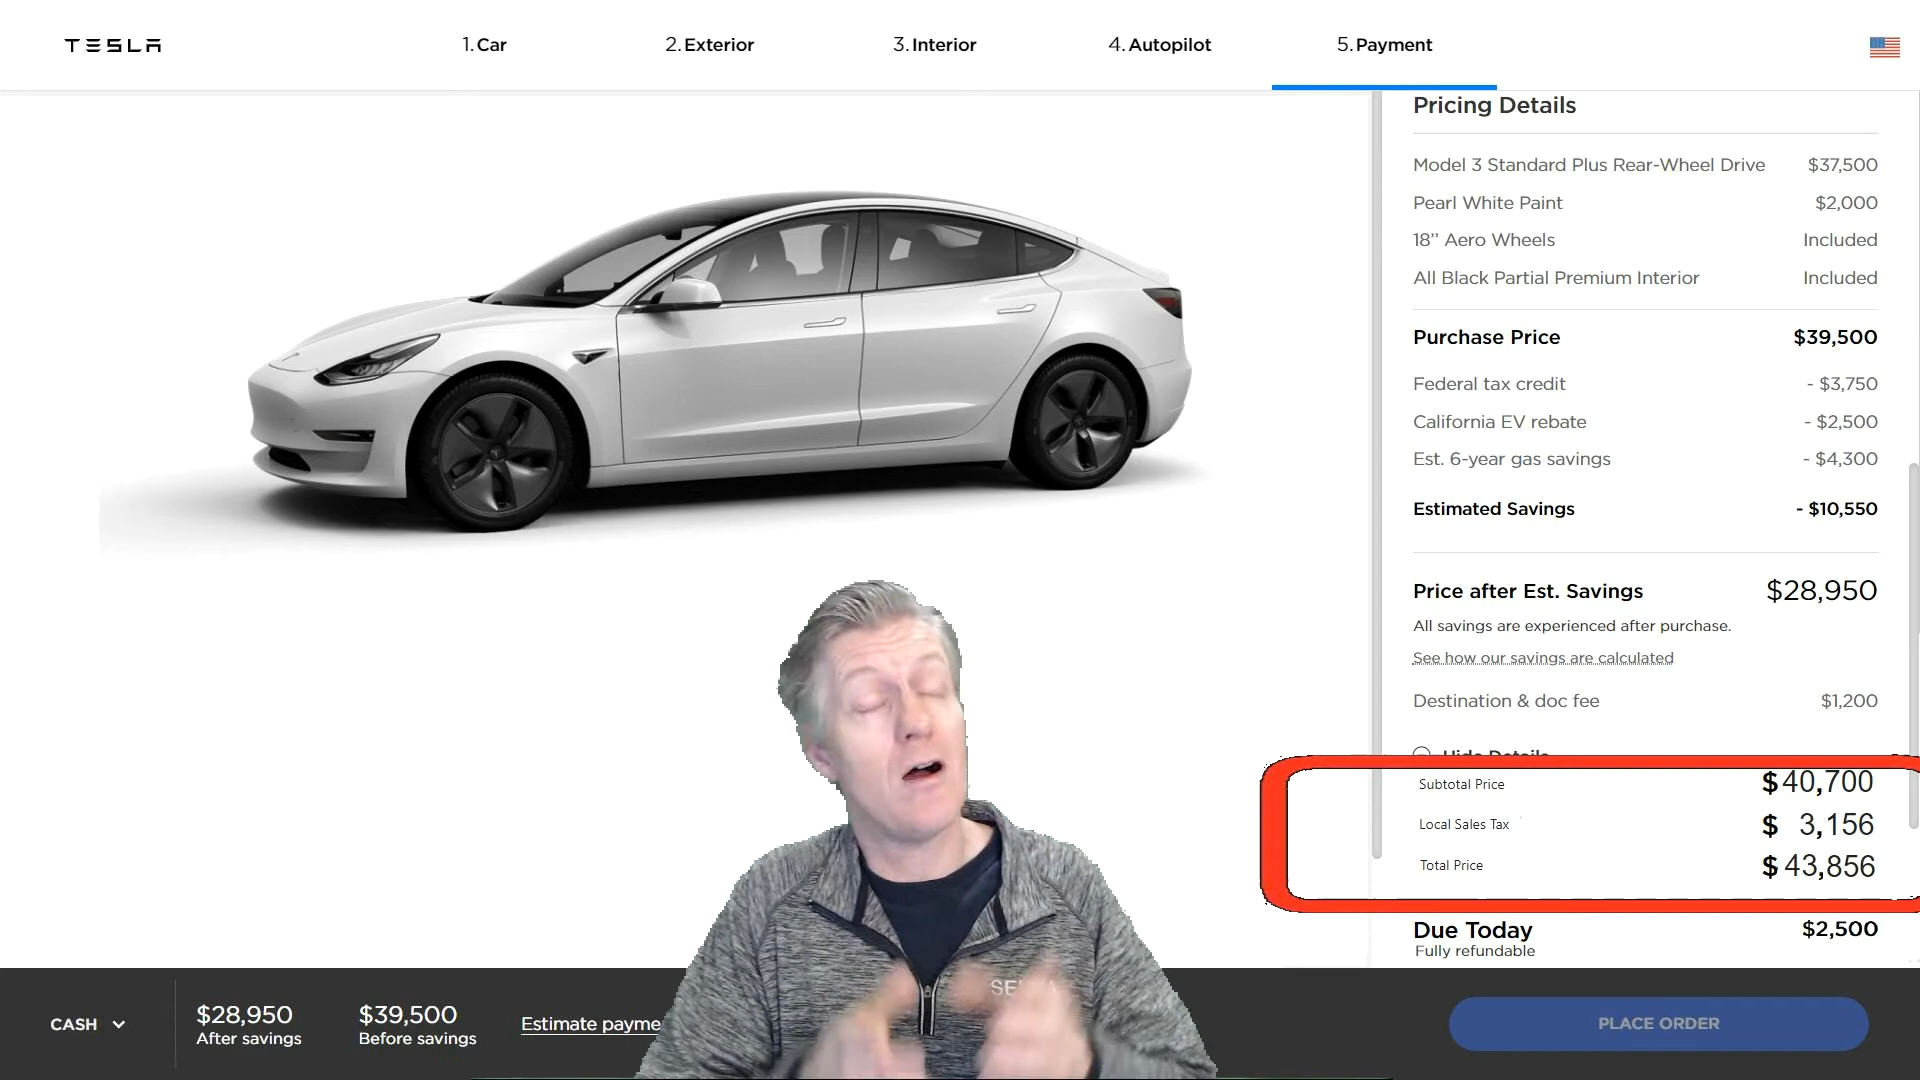 TESLA
1. Car
2. Exterior
3. Interior
4. Autopilot
5. Payment
Pricing Details
Model 3 Standard Plus Rear-Wheel Drive $37,500
Pearl White Paint $2,000
18” Aero Wheels Included
All Black Partial Premium Interior Included
Purchase Price $39,500
Federal tax credit - $3,750
California EV rebate - $2,500
Est. 6-year gas savings - $4,300
Estimated Savings - $10,550
Price after Est. Savings $28,950
All savings are experienced after purchase.
See how our savings are calculated
Destination & doc fee $1,200
Hide Details
Subtotal Price $40,700
Local Sales Tax $ 3,156
Total Price $43,856
Due Today $2,500
Fully refundable
CASH
$28,950
After savings
$39,500
Before savings
Estimate payme
PLACE ORDER